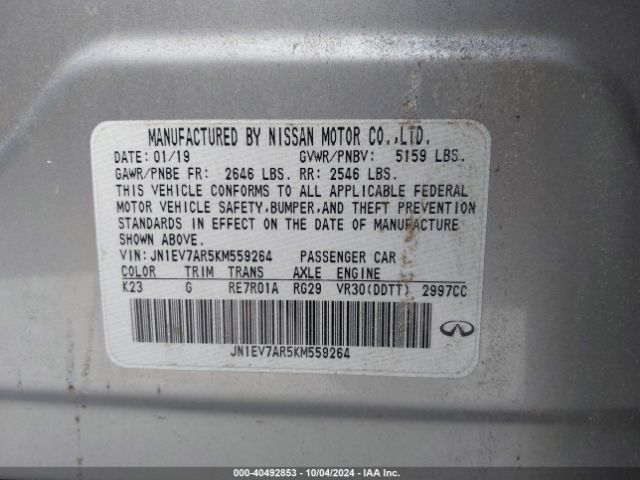 MANUFACTURED BY NISSAN MOTOR CO.,LTD.
DATE: 01/19 GVWR/PNBV: 5159 LBS.
GAWR/PNBE FR: 2646 LBS. RR: 2546 LBS.
THIS VEHICLE CONFORMS TO ALL APPLICABLE FEDERAL
MOTOR VEHICLE SAFETY,BUMPER,AND THEFT PREVENTION
STANDARDS IN EFFECT ON THE DATE OF MANUFACTURE
SHOWN ABOVE.
VIN: JN1EV7AR5KM559264 PASSENGER CAR
COLOR TRIM TRANS AXLE ENGINE
K23 G RE7R01A RG29 VR30(DDTT) 2997CC
JN1EV7AR5KM559264
000-40492853 - 10/04/2024 - IAA